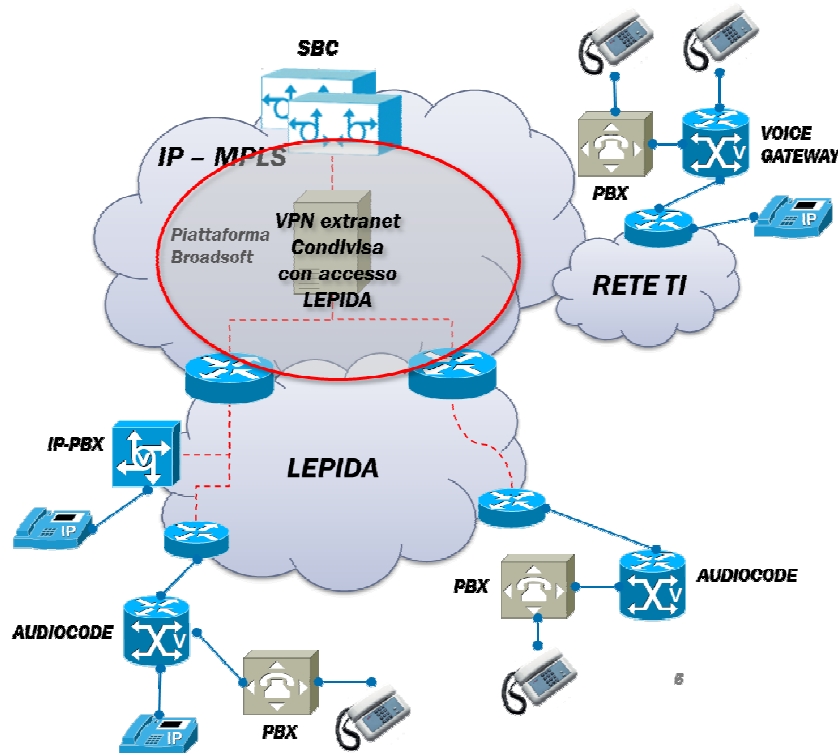 SBC
IP – MPLS
VOICE
GATEWAY
PBX
IP
Piattaforma
Broadsoft
VPN extranet
Condivisa
con accesso
LEPIDA
RETE TI
IP-PBX
V
LEPIDA
IP
PBX
AUDIOCODE
V
AUDIOCODE
V
PBX
IP
6
V